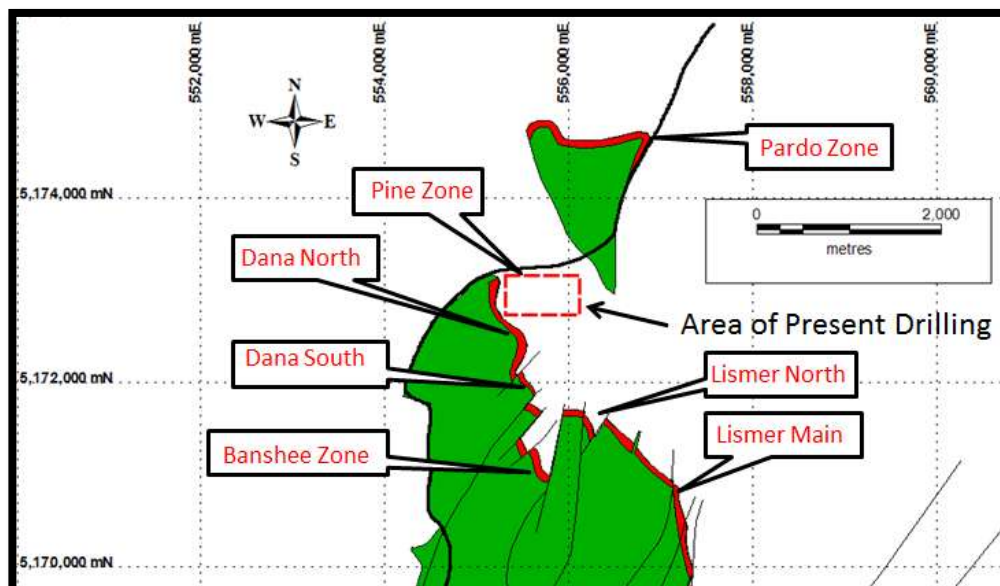 552,000 mE
554,000 mE
556,000 mE
558,000 mE
560,000 mE
N
W E
S
Pardo Zone
5,174,000 mN
Pine Zone
0 2,000
metres
Dana North
Area of Present Drilling
Dana South
5,172,000 mN
Lismer North
Lismer Main
Banshee Zone
5,170,000 mN